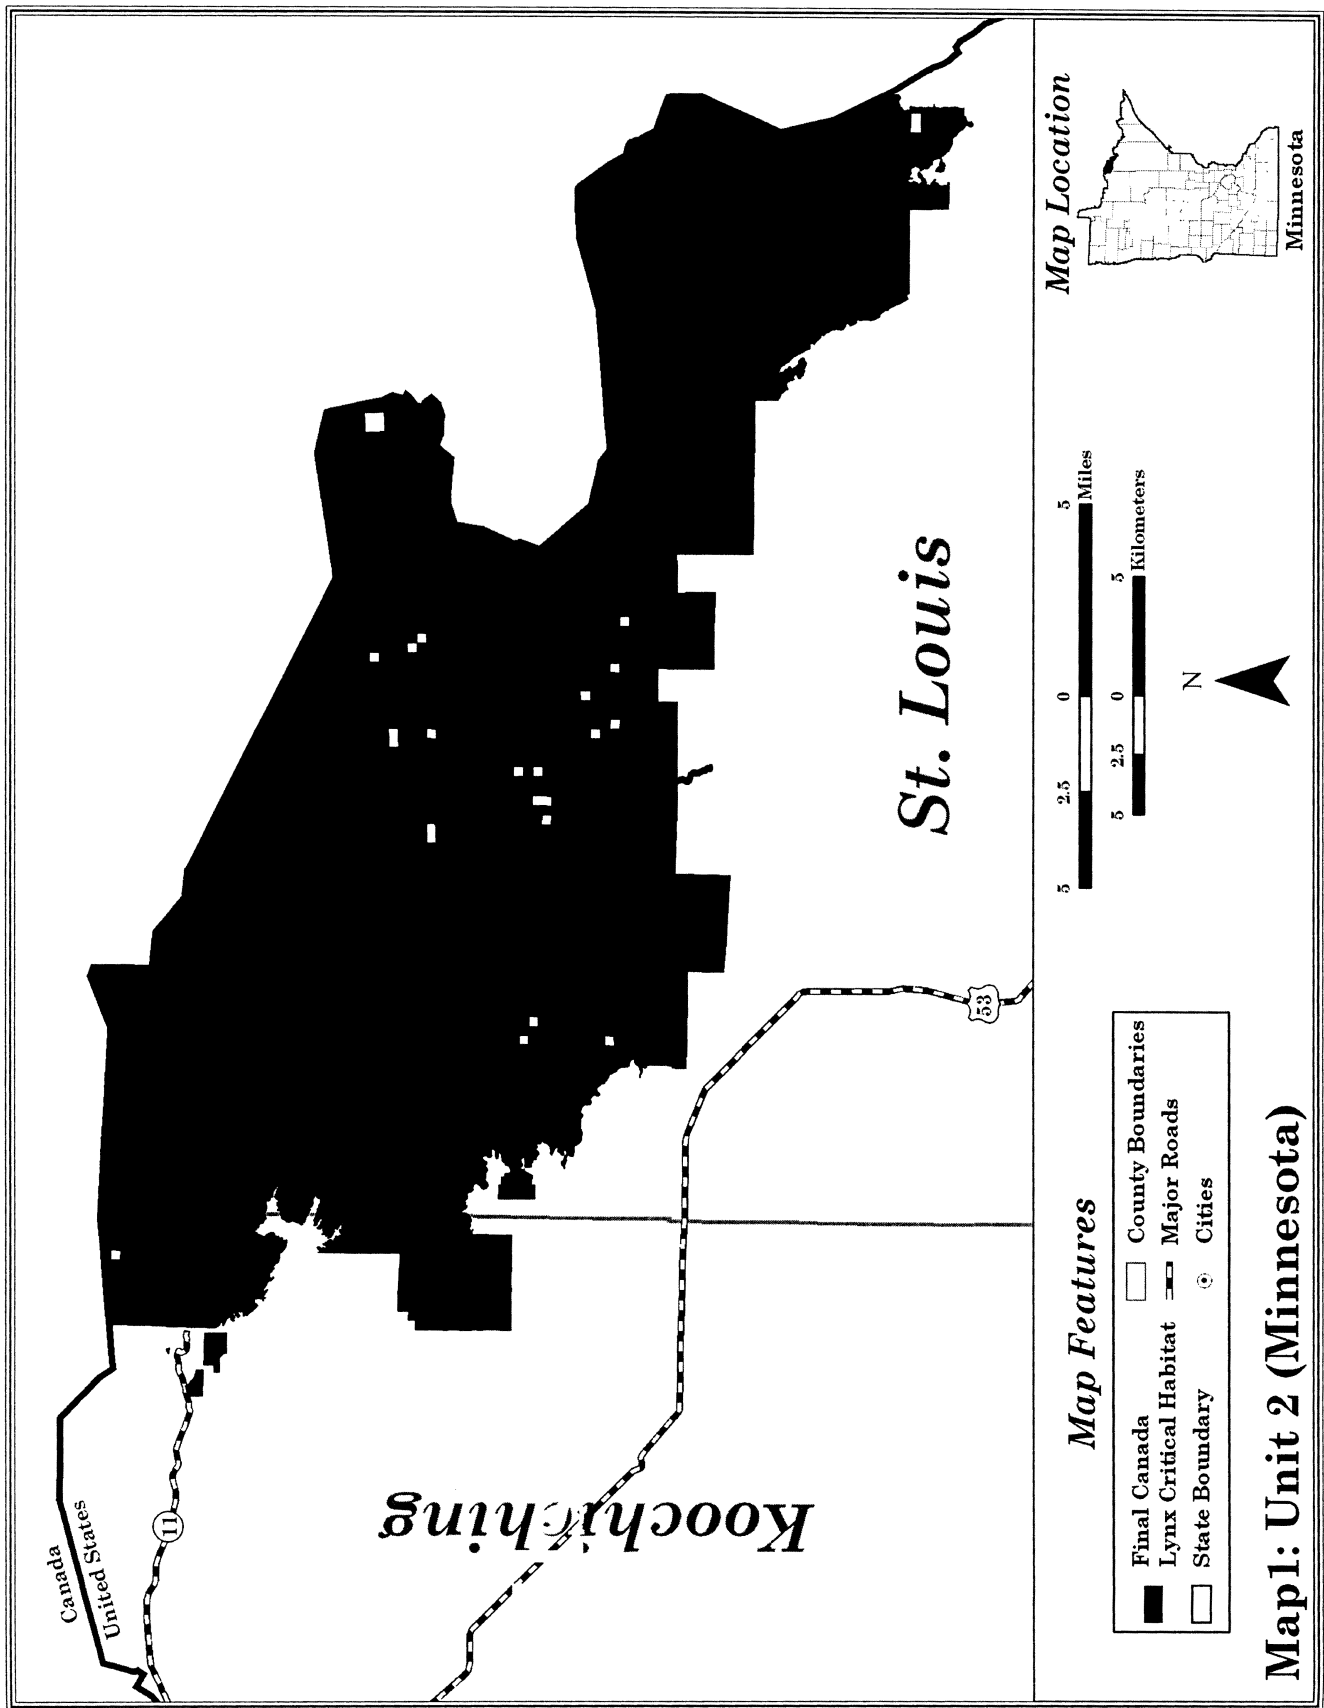 Canada
United States
11
Koochiching
St. Louis
53
Map Features
Final Canada
Lynx Critical Habitat
State Boundary
County Boundaries
Major Roads
Cities
5 2.5 0 5 Miles
5 2.5 0 5 Kilometers
N
Map Location
Minnesota
Map1: Unit 2 (Minnesota)